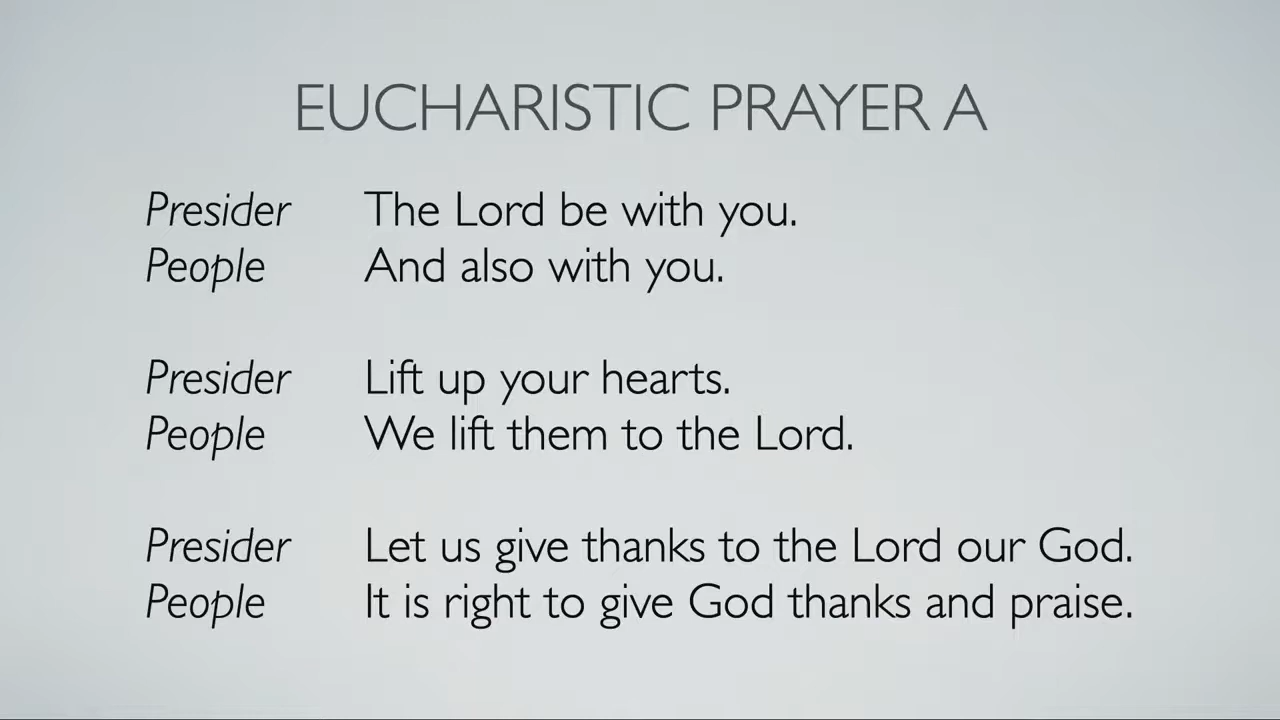 EUCHARISTIC PRAYER A
Presider The Lord be with you.
People And also with you.
Presider Lift up your hearts.
People We lift them to the Lord.
Presider Let us give thanks to the Lord our God.
People It is right to give God thanks and praise.